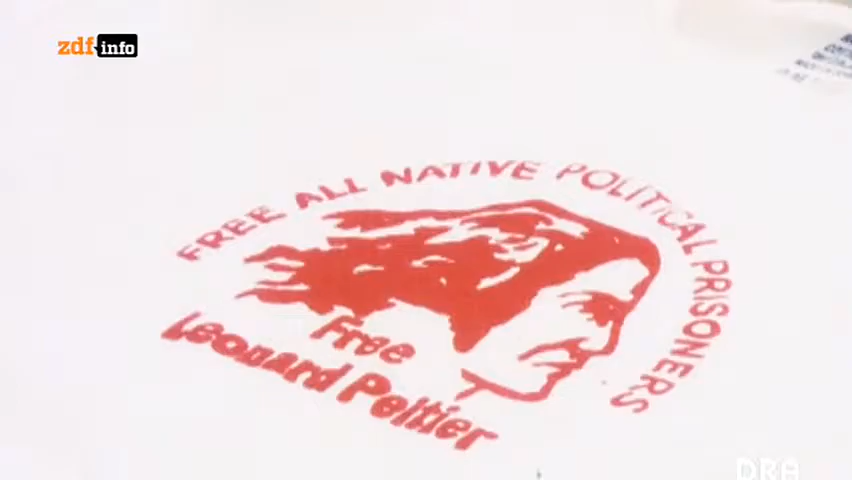 zdf info
FREE ALL NATIVE POLITICAL PRISONERS
Free
Leonard Peltier
DRA